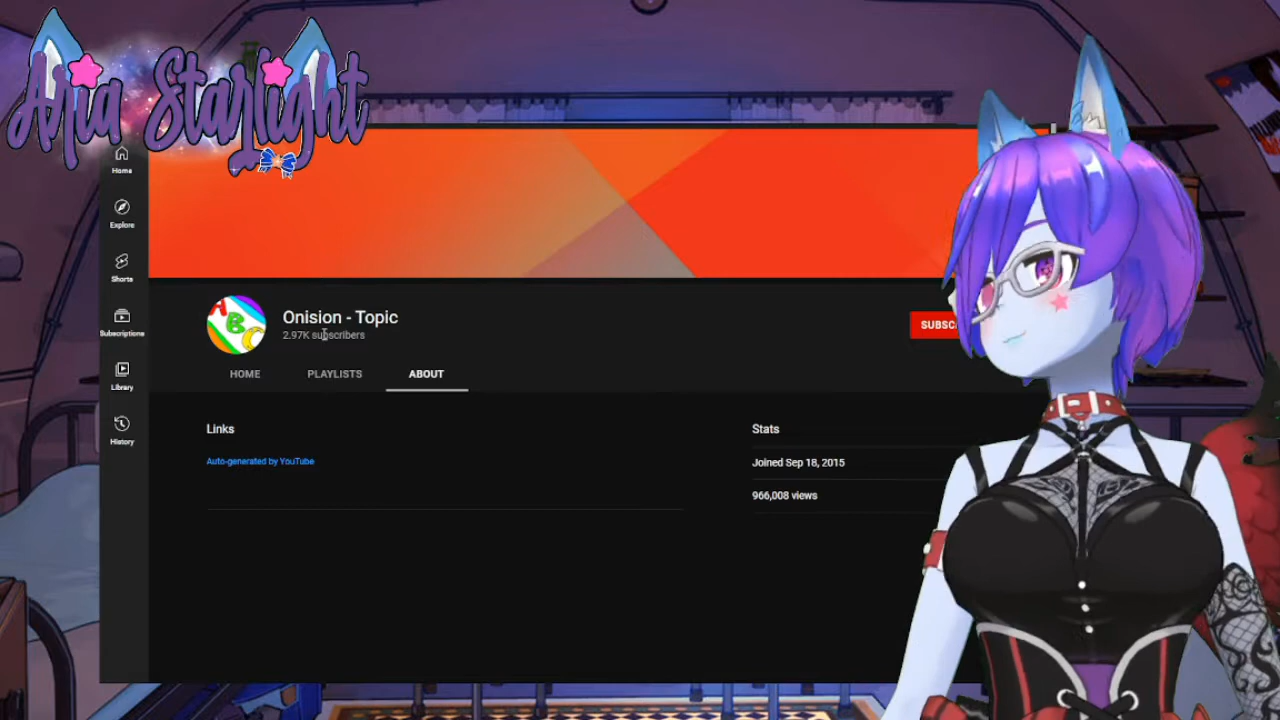 Aria Starlight
Home
Explore
Shorts
Subscriptions
Library
History
ABC
Onision - Topic
2.97K subscribers
SUBSC
HOME
PLAYLISTS
ABOUT
Links
Auto-generated by YouTube
Stats
Joined Sep 18, 2015
966,008 views